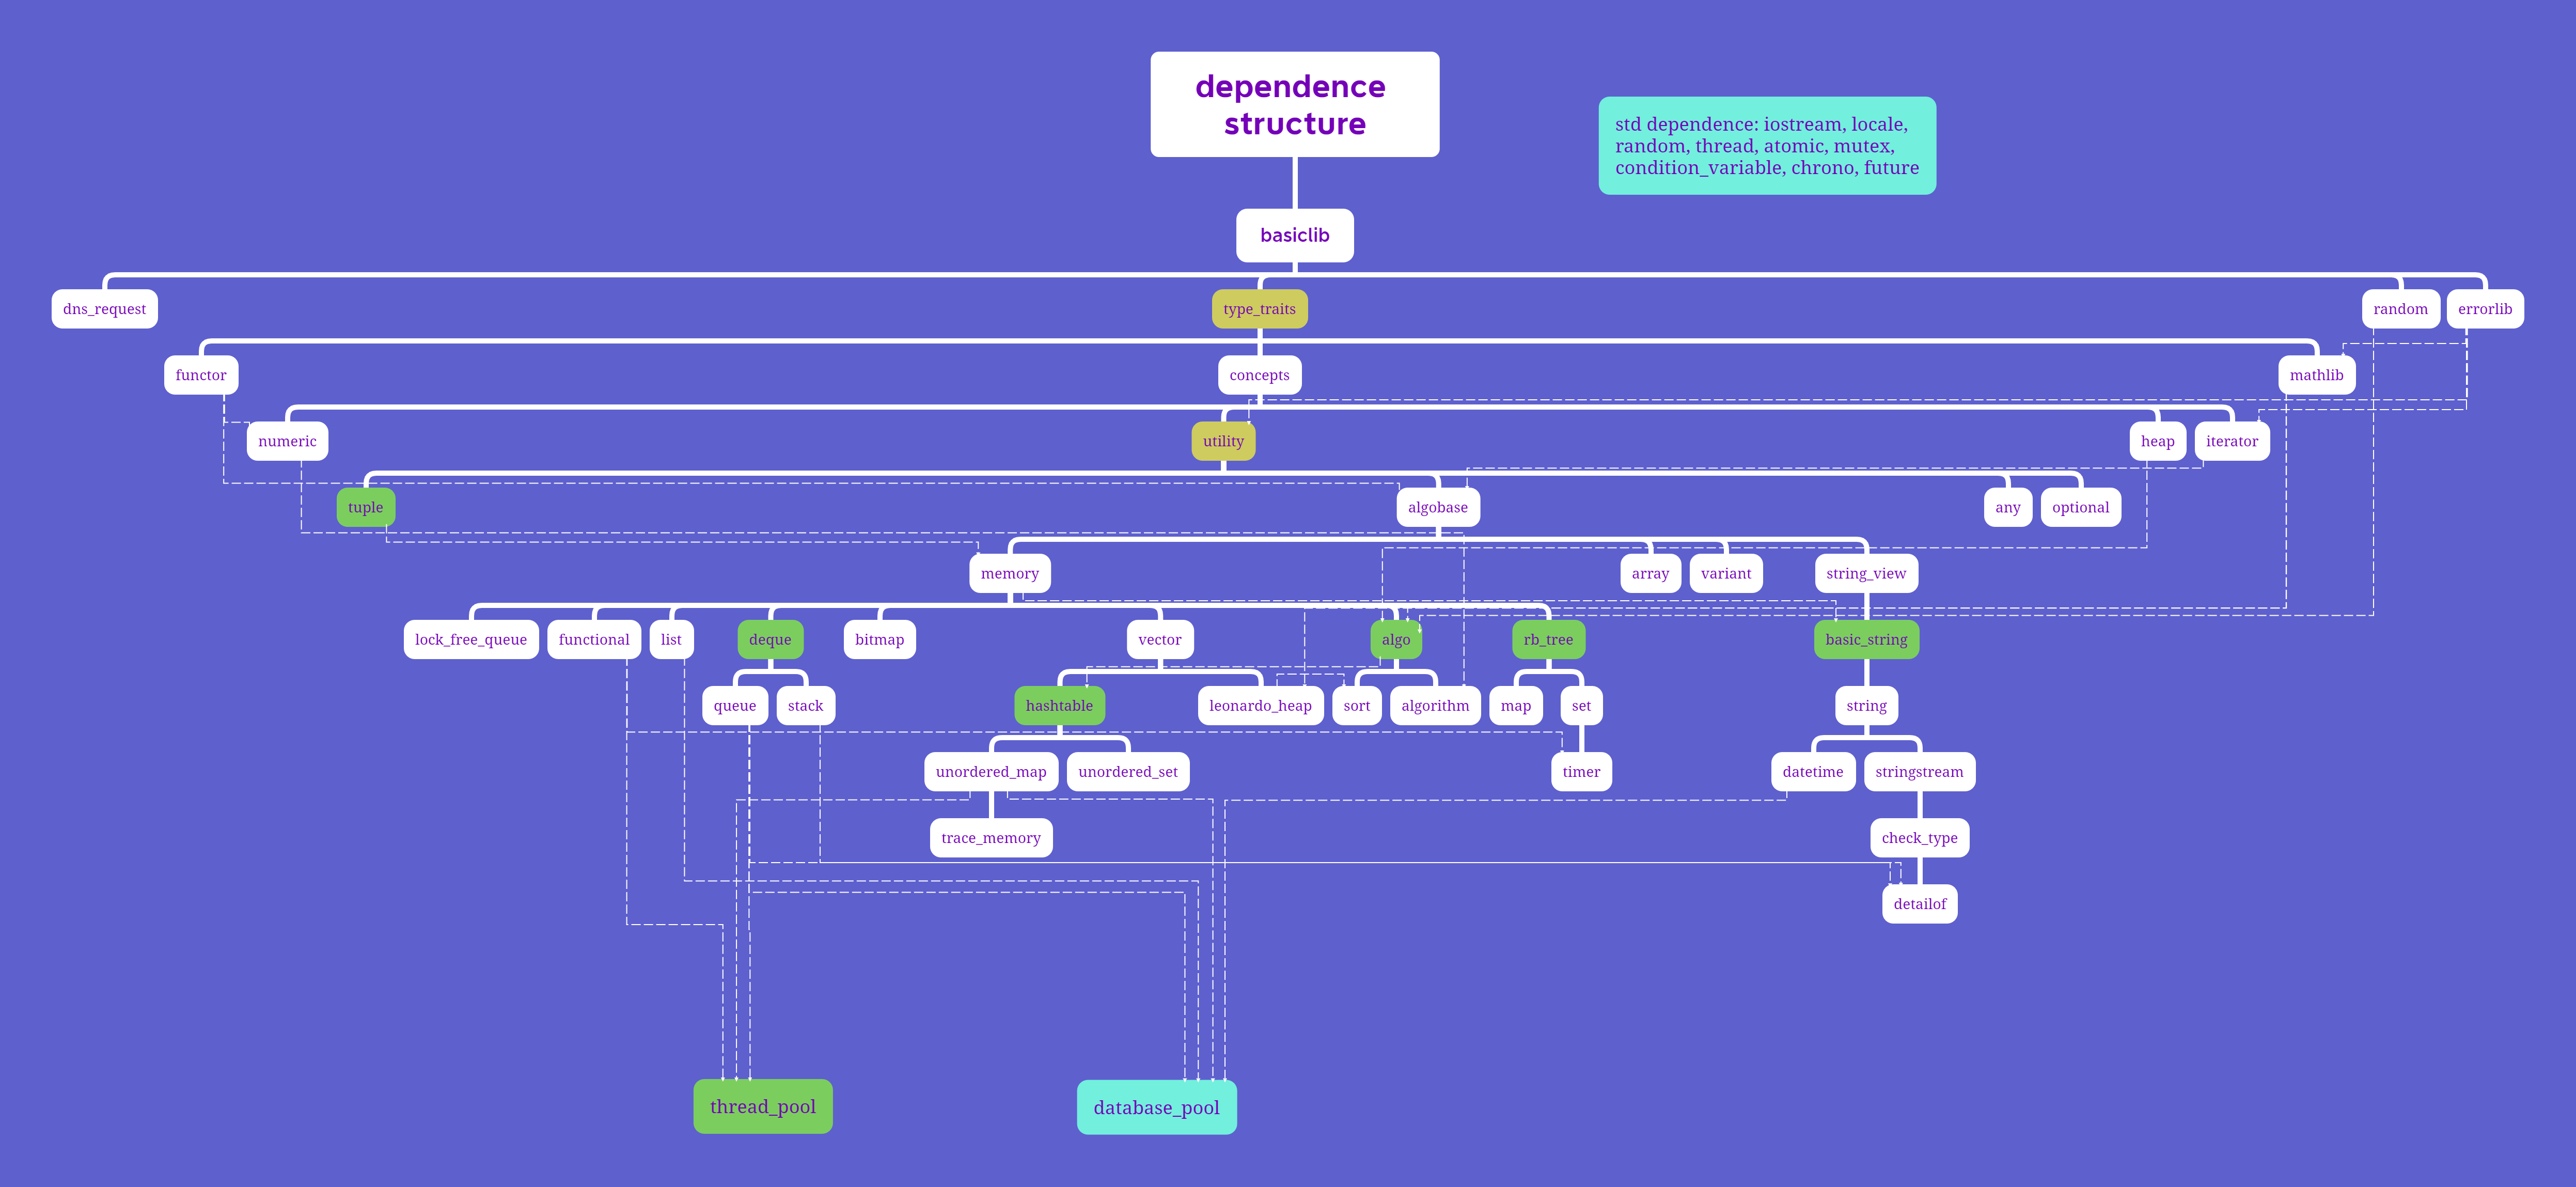 dependence
structure
std dependence: iostream, locale,
random, thread, atomic, mutex,
condition_variable, chrono, future
basiclib
dns_request
type_traits
random
errorlib
functor
concepts
mathlib
numeric
utility
heap
iterator
tuple
algobase
any
optional
memory
array
variant
string_view
lock_free_queue
functional
list
deque
bitmap
vector
algo
rb_tree
basic_string
queue
stack
hashtable
leonardo_heap
sort
algorithm
map
set
string
unordered_map
unordered_set
timer
datetime
stringstream
trace_memory
check_type
detailof
thread_pool
database_pool